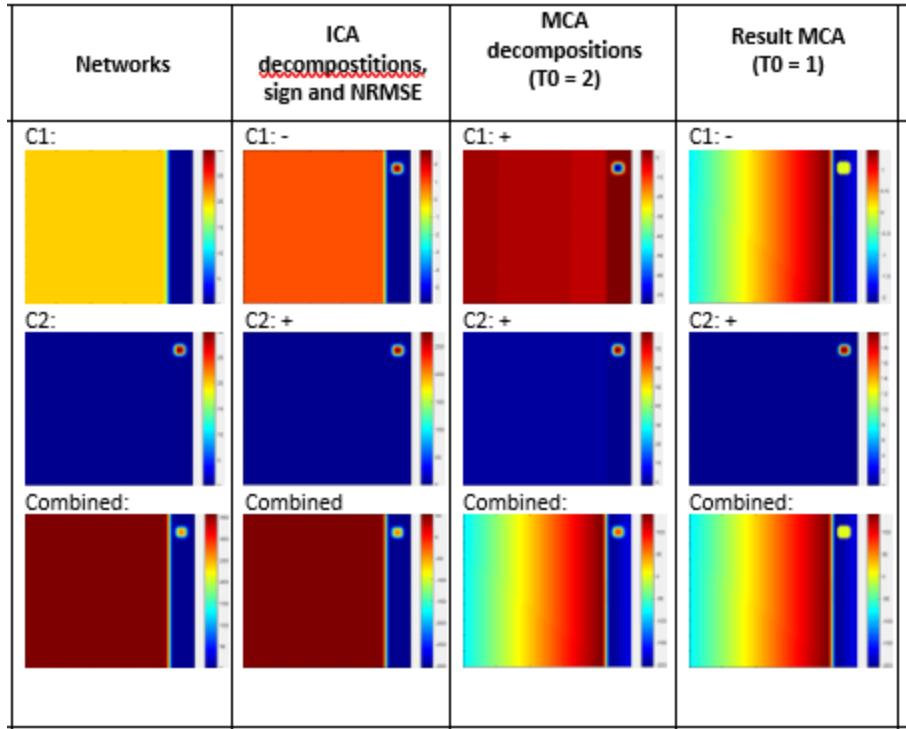 Networks
ICA
decompostitions,
sign and NRMSE
MCA
decompositions
(T0 = 2)
Result MCA
(T0 = 1)
C1:
C1: -
C1: +
C1: -
C2:
C2: +
C2: +
C2: +
Combined:
Combined
Combined:
Combined: